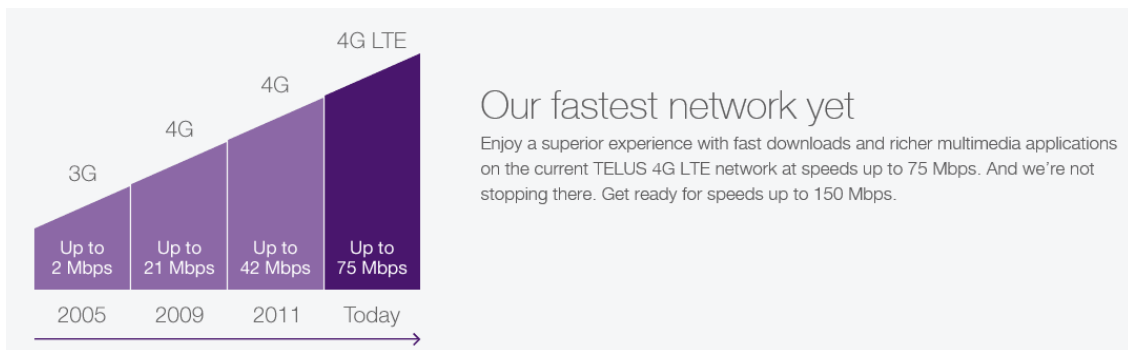 4G LTE
4G
4G
3G
Up to
2 Mbps
Up to
21 Mbps
Up to
42 Mbps
Up to
75 Mbps
2005
2009
2011
Today
Our fastest network yet
Enjoy a superior experience with fast downloads and richer multimedia applications
on the current TELUS 4G LTE network at speeds up to 75 Mbps. And we’re not
stopping there. Get ready for speeds up to 150 Mbps.